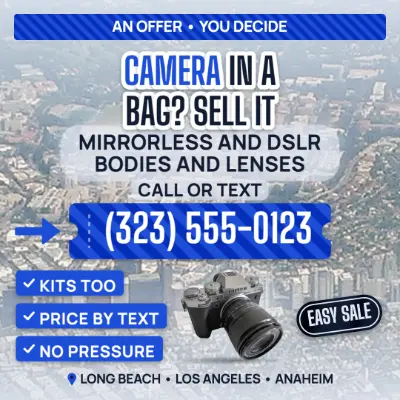 AN OFFER • YOU DECIDE
CAMERA IN A
BAG? SELL IT
MIRRORLESS AND DSLR
BODIES AND LENSES
CALL OR TEXT
(323) 555-0123
KITS TOO
PRICE BY TEXT
NO PRESSURE
EASY SALE
LONG BEACH • LOS ANGELES • ANAHEIM